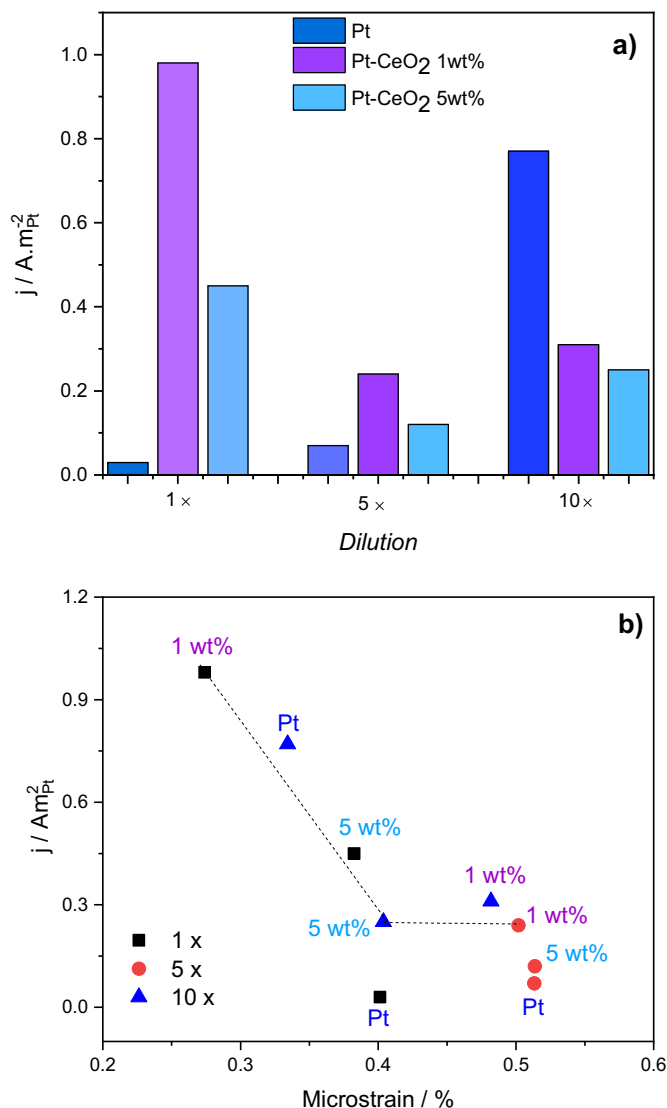 a)
Pt
Pt-CeO2 1wt%
Pt-CeO2 5wt%
1.0
0.8
0.6
0.4
0.2
0.0
j / A.m-2Pt
1 × 5 × 10 ×
Dilution
b)
1.2
0.9
0.6
0.3
0.0
j / Am2Pt
1 wt%
Pt
5 wt%
1 wt%
5 wt% 1 wt%
5 wt%
Pt Pt
1 x
5 x
10 x
0.2 0.3 0.4 0.5 0.6
Microstrain / %